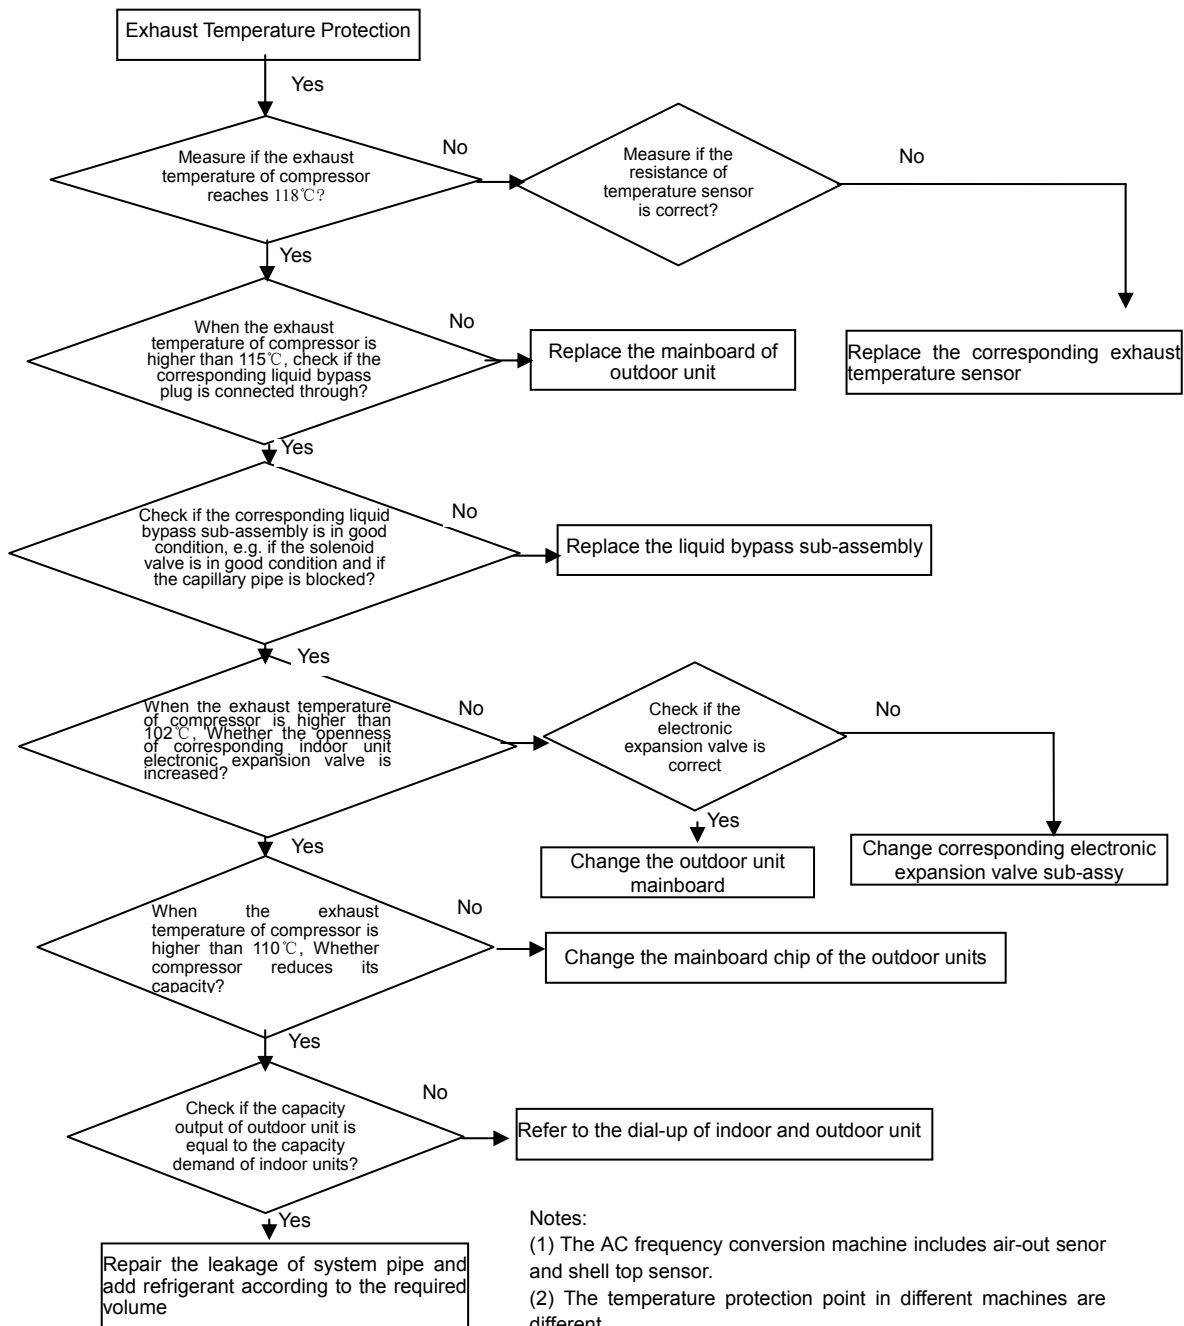 Exhaust Temperature Protection
Yes
Measure if the exhaust
temperature of compressor
reaches 118℃?
No
Measure if the
resistance of
temperature sensor
is correct?
No
Yes
When the exhaust
temperature of compressor is
higher than 115℃, check if the
corresponding liquid bypass
plug is connected through?
No
Replace the mainboard of
outdoor unit
Replace the corresponding exhaust
temperature sensor
Yes
Check if the corresponding liquid
bypass sub-assembly is in good
condition, e.g. if the solenoid
valve is in good condition and if
the capillary pipe is blocked?
No
Replace the liquid bypass sub-assembly
Yes
When the exhaust temperature
of compressor is higher than
102℃, Whether the openness
of corresponding indoor unit
electronic expansion valve is
increased?
No
Check if the
electronic
expansion valve is
correct
No
Yes
Change the outdoor unit
mainboard
Change corresponding electronic
expansion valve sub-assy
Yes
When the exhaust
temperature of compressor is
higher than 110℃, Whether
compressor reduces its
capacity?
No
Change the mainboard chip of the outdoor units
Yes
Check if the capacity
output of outdoor unit is
equal to the capacity
demand of indoor units?
No
Refer to the dial-up of indoor and outdoor unit
Yes
Repair the leakage of system pipe and
add refrigerant according to the required
volume
Notes:
(1) The AC frequency conversion machine includes air-out senor
and shell top sensor.
(2) The temperature protection point in different machines are
different